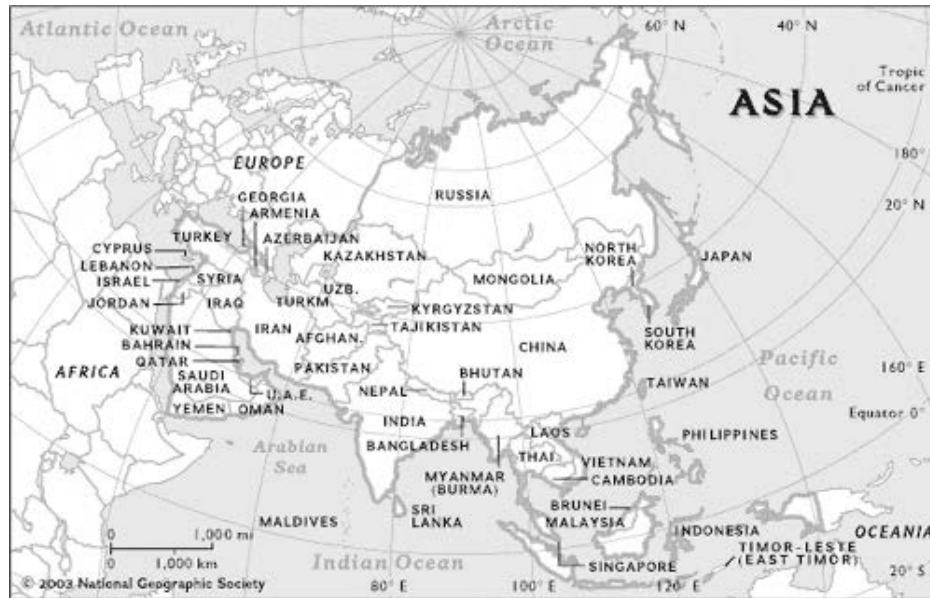 Atlantic Ocean
Arctic
Ocean
60° N
40° N
Tropic
of Cancer
ASIA
EUROPE
180°
GEORGIA
ARMENIA
RUSSIA
20° N
TURKEY
AZERBAIJAN
CYPRUS
KAZAKHSTAN
NORTH
KOREA
JAPAN
LEBANON
SYRIA
MONGOLIA
ISRAEL
UZB.
JORDAN
IRAQ
TURKM.
KYRGYZSTAN
KUWAIT
IRAN
TAJIKISTAN
SOUTH
KOREA
BAHRAIN
AFGHAN.
CHINA
QATAR
Pacific
Ocean
AFRICA
SAUDI
ARABIA
PAKISTAN
BHUTAN
160° E
U.A.E.
NEPAL
TAIWAN
YEMEN
OMAN
INDIA
Equator 0°
Arabian
Sea
BANGLADESH
LAOS
PHILIPPINES
THAI.
VIETNAM
MYANMAR
(BURMA)
CAMBODIA
SRI
LANKA
BRUNEI
MALDIVES
MALAYSIA
INDONESIA
OCEANIA
0
1,000 mi
0
1,000 km
Indian Ocean
SINGAPORE
TIMOR-LESTE
(EAST TIMOR)
20° S
© 2003 National Geographic Society
80° E
100° E
120° E